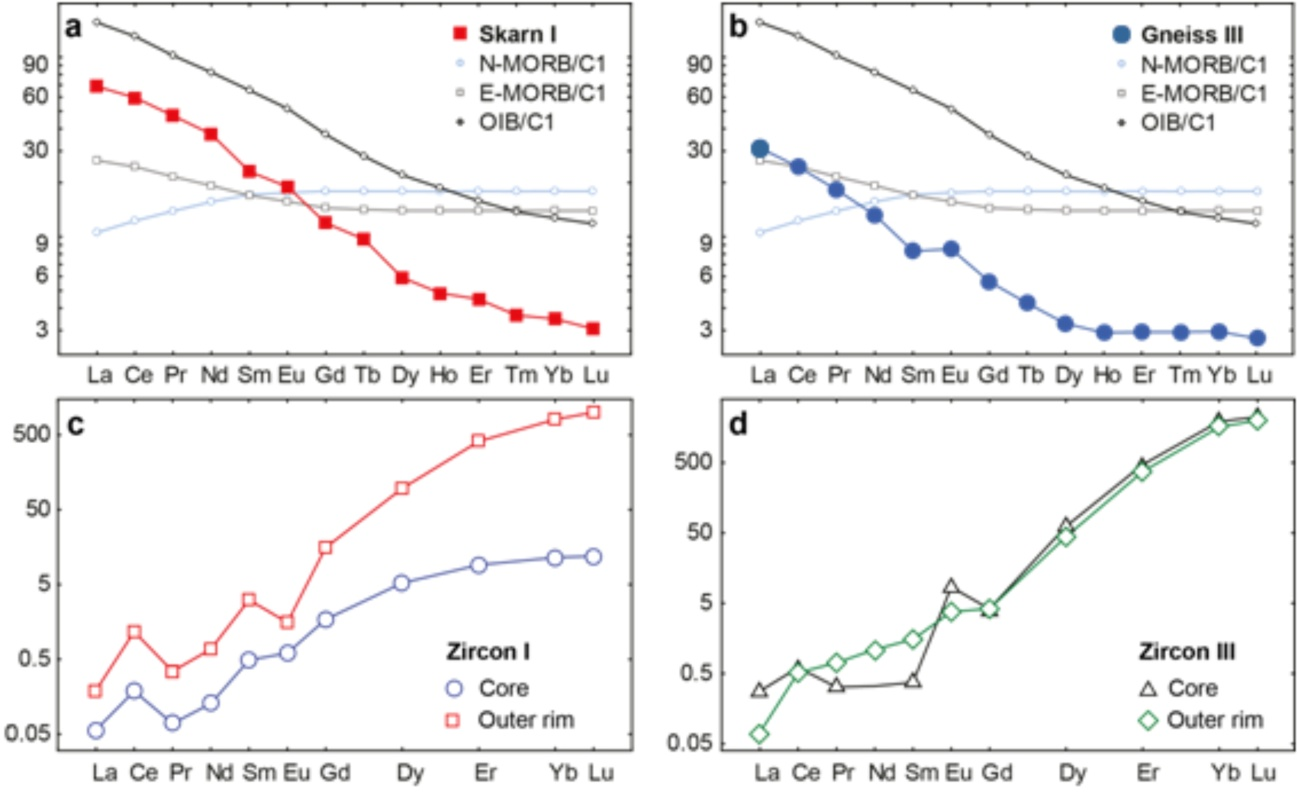 a
Skarn I
N-MORB/C1
E-MORB/C1
OIB/C1
90
60
30
9
6
3
La Ce Pr Nd Sm Eu Gd Tb Dy Ho Er Tm Yb Lu
b
Gneiss III
N-MORB/C1
E-MORB/C1
OIB/C1
90
60
30
9
6
3
La Ce Pr Nd Sm Eu Gd Tb Dy Ho Er Tm Yb Lu
c
500
50
5
0.5
0.05
Zircon I
Core
Outer rim
La Ce Pr Nd Sm Eu Gd Dy Er Yb Lu
d
500
50
5
0.5
0.05
Zircon III
Core
Outer rim
La Ce Pr Nd Sm Eu Gd Dy Er Yb Lu